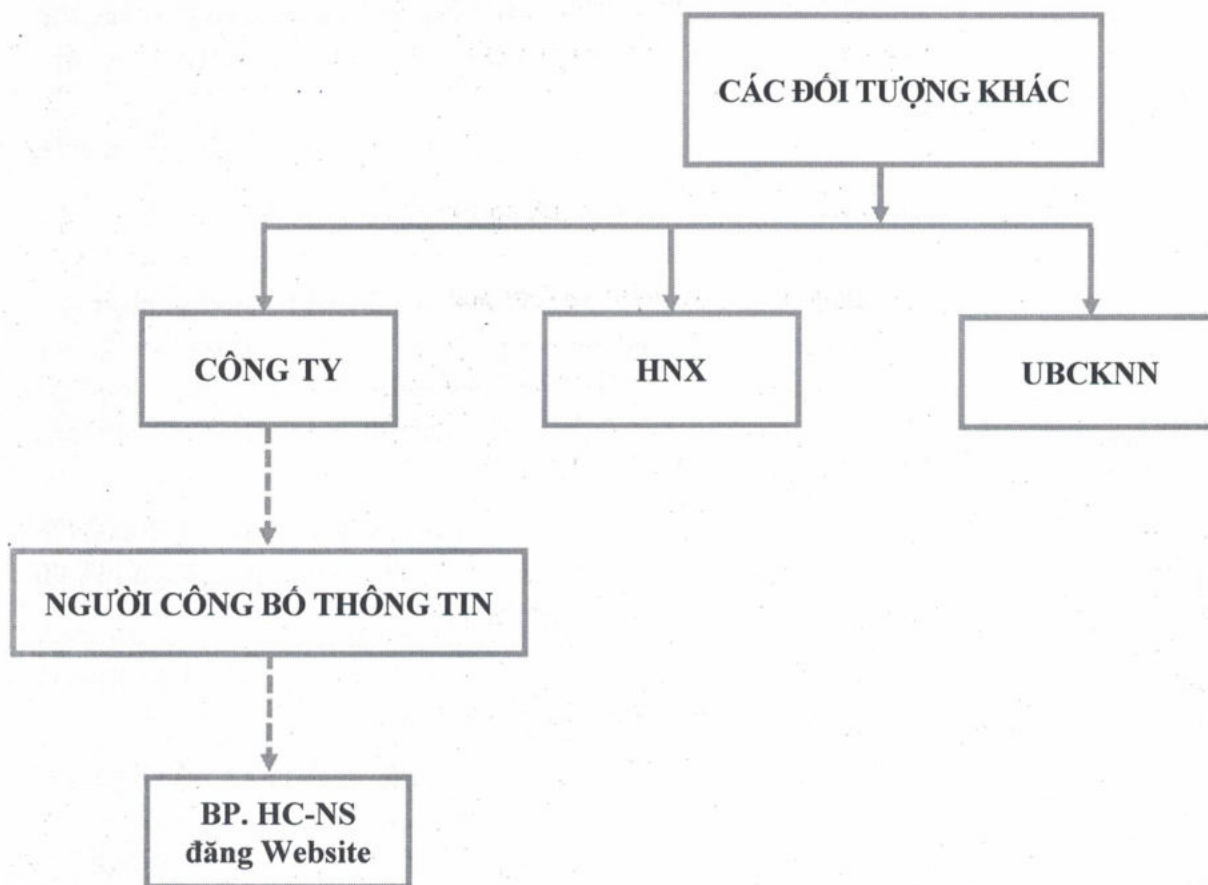 CÁC ĐỐI TƯỢNG KHÁC
CÔNG TY
HNX
UBCKNN
NGƯỜI CÔNG BỐ THÔNG TIN
BP. HC-NS
đăng Website